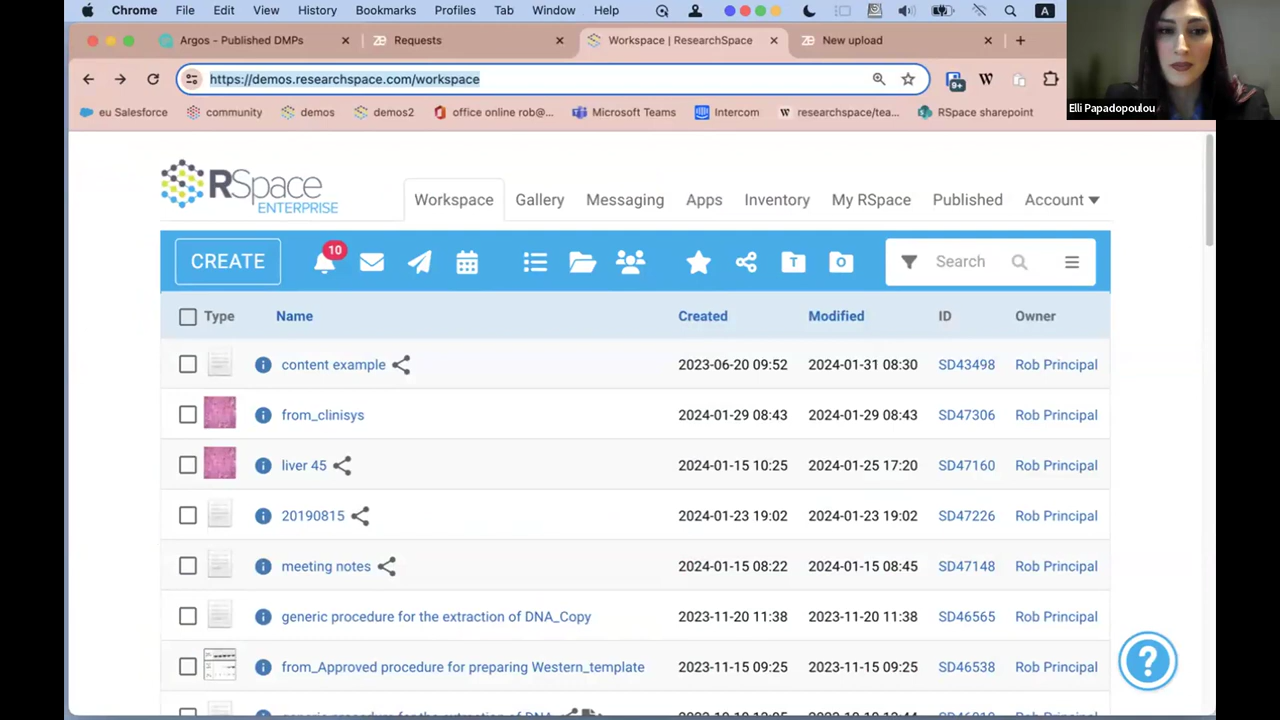 Chrome File Edit View History Bookmarks Profiles Tab Window Help A
Argos - Published DMPs Requests Workspace | ResearchSpace New upload
https://demos.researchspace.com/workspace 9+ W
eu Salesforce community demos demos2 office online rob@... Microsoft Teams Intercom researchspace/tea... RSpace sharepoint
Elli Papadopoulou
RSpace
ENTERPRISE
Workspace Gallery Messaging Apps Inventory My RSpace Published Account
CREATE 10 T O Search
Type Name Created Modified ID Owner
content example 2023-06-20 09:52 2024-01-31 08:30 SD43498 Rob Principal
from_clinisys 2024-01-29 08:43 2024-01-29 08:43 SD47306 Rob Principal
liver 45 2024-01-15 10:25 2024-01-25 17:20 SD47160 Rob Principal
20190815 2024-01-23 19:02 2024-01-23 19:02 SD47226 Rob Principal
meeting notes 2024-01-15 08:22 2024-01-15 08:45 SD47148 Rob Principal
generic procedure for the extraction of DNA_Copy 2023-11-20 11:38 2023-11-20 11:38 SD46565 Rob Principal
from_Approved procedure for preparing Western_template 2023-11-15 09:25 2023-11-15 09:25 SD46538 Rob Principal
generic procedure for the extraction of DNA